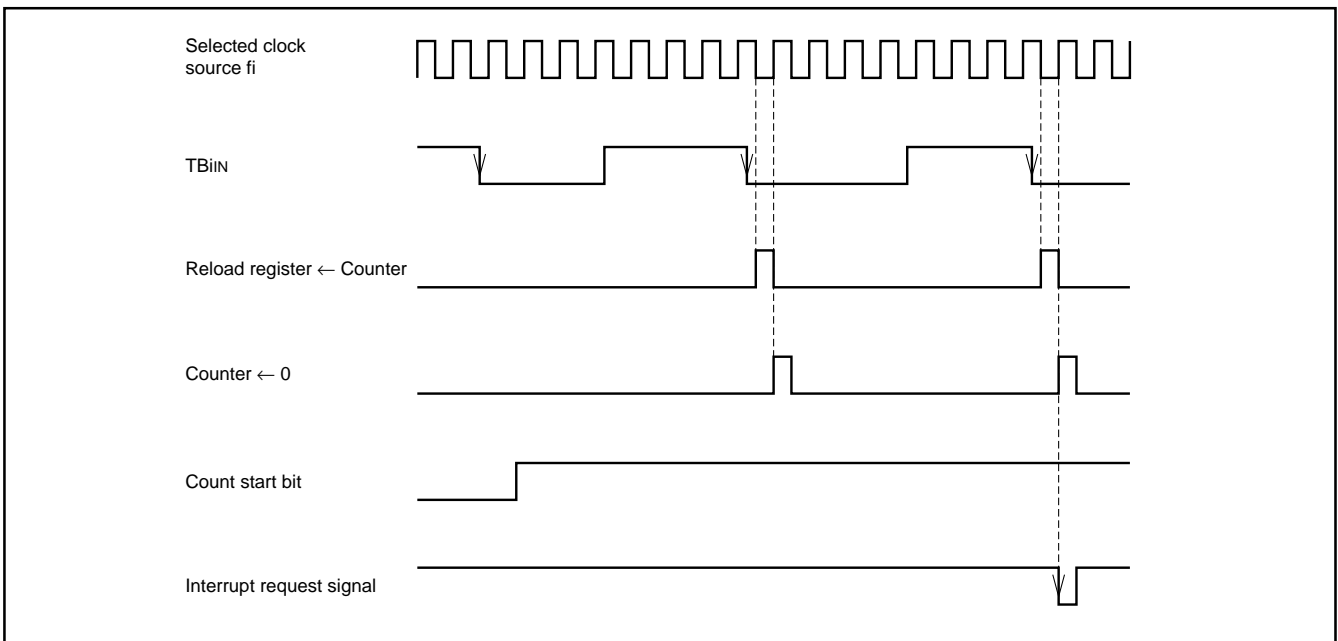 Selected clock
source fi
TBiIN
Reload register ← Counter
Counter ← 0
Count start bit
Interrupt request signal